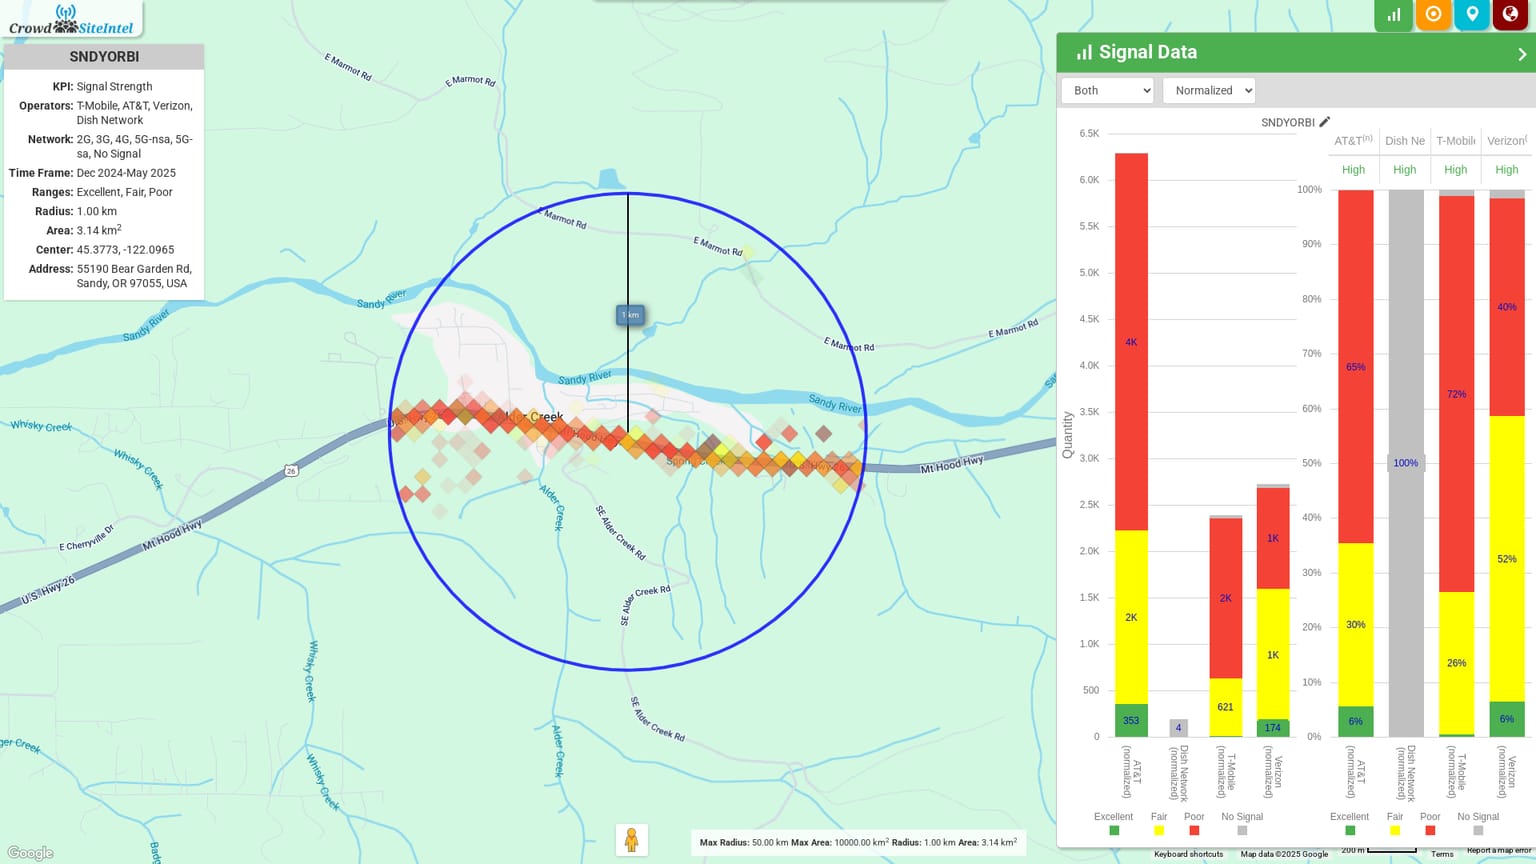 Crowd SiteIntel
SNDYORBI
KPI: Signal Strength
Operators: T-Mobile, AT&T, Verizon,
Dish Network
Network: 2G, 3G, 4G, 5G-nsa, 5G-
sa, No Signal
Time Frame: Dec 2024-May 2025
Ranges: Excellent, Fair, Poor
Radius: 1.00 km
Area: 3.14 km2
Center: 45.3773, -122.0965
Address: 55190 Bear Garden Rd,
Sandy, OR 97055, USA
E Marmot Rd
E Marmot Rd
E Marmot Rd
E Marmot Rd
E Marmot Rd
E Marmot Rd
Sandy River
Sandy River
Sandy River
Sandy River
1 km
Whisky Creek
Whisky Creek
Whisky Creek
Whisky Creek
26
E Cherryville Dr
Mt Hood Hwy
Mt Hood Hwy
U.S. Hwy 26
Alder Creek
Alder Creek
SE Alder Creek Rd
SE Alder Creek Rd
SE Alder Creek Rd
Google
Max Radius: 50.00 km Max Area: 10000.00 km2 Radius: 1.00 km Area: 3.14 km2
Signal Data
Both
Normalized
SNDYORBI
6.5K
6.0K
5.5K
5.0K
4.5K
4.0K
3.5K
3.0K
2.5K
2.0K
1.5K
1.0K
500
0
Quantity
4K
2K
353
4
2K
621
1K
1K
174
AT&T (normalized)
Dish Network (normalized)
T-Mobile (normalized)
Verizon (normalized)
Excellent Fair Poor No Signal
AT&T(n) Dish Ne T-Mobile Verizon(
High High High High
100%
90%
80%
70%
60%
50%
40%
30%
20%
10%
0%
65%
30%
6%
100%
72%
26%
40%
52%
6%
AT&T (normalized)
Dish Network (normalized)
T-Mobile (normalized)
Verizon (normalized)
Excellent Fair Poor No Signal
Keyboard shortcuts Map data ©2025 Google 200 m Terms Report a map error